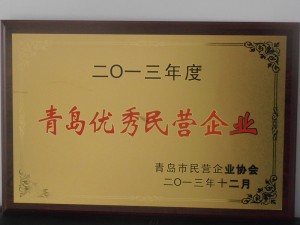 二〇一三年度
青岛优秀民营企业
青岛市民营企业协会
二〇一三年十二月